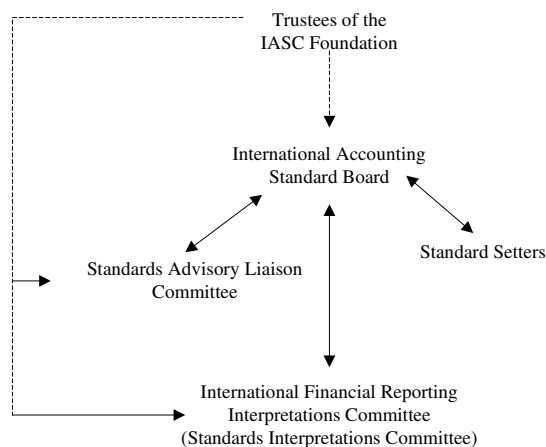 Trustees of the
IASC Foundation
International Accounting
Standard Board
Standard Setters
Standards Advisory Liaison
Committee
International Financial Reporting
Interpretations Committee
(Standards Interpretations Committee)